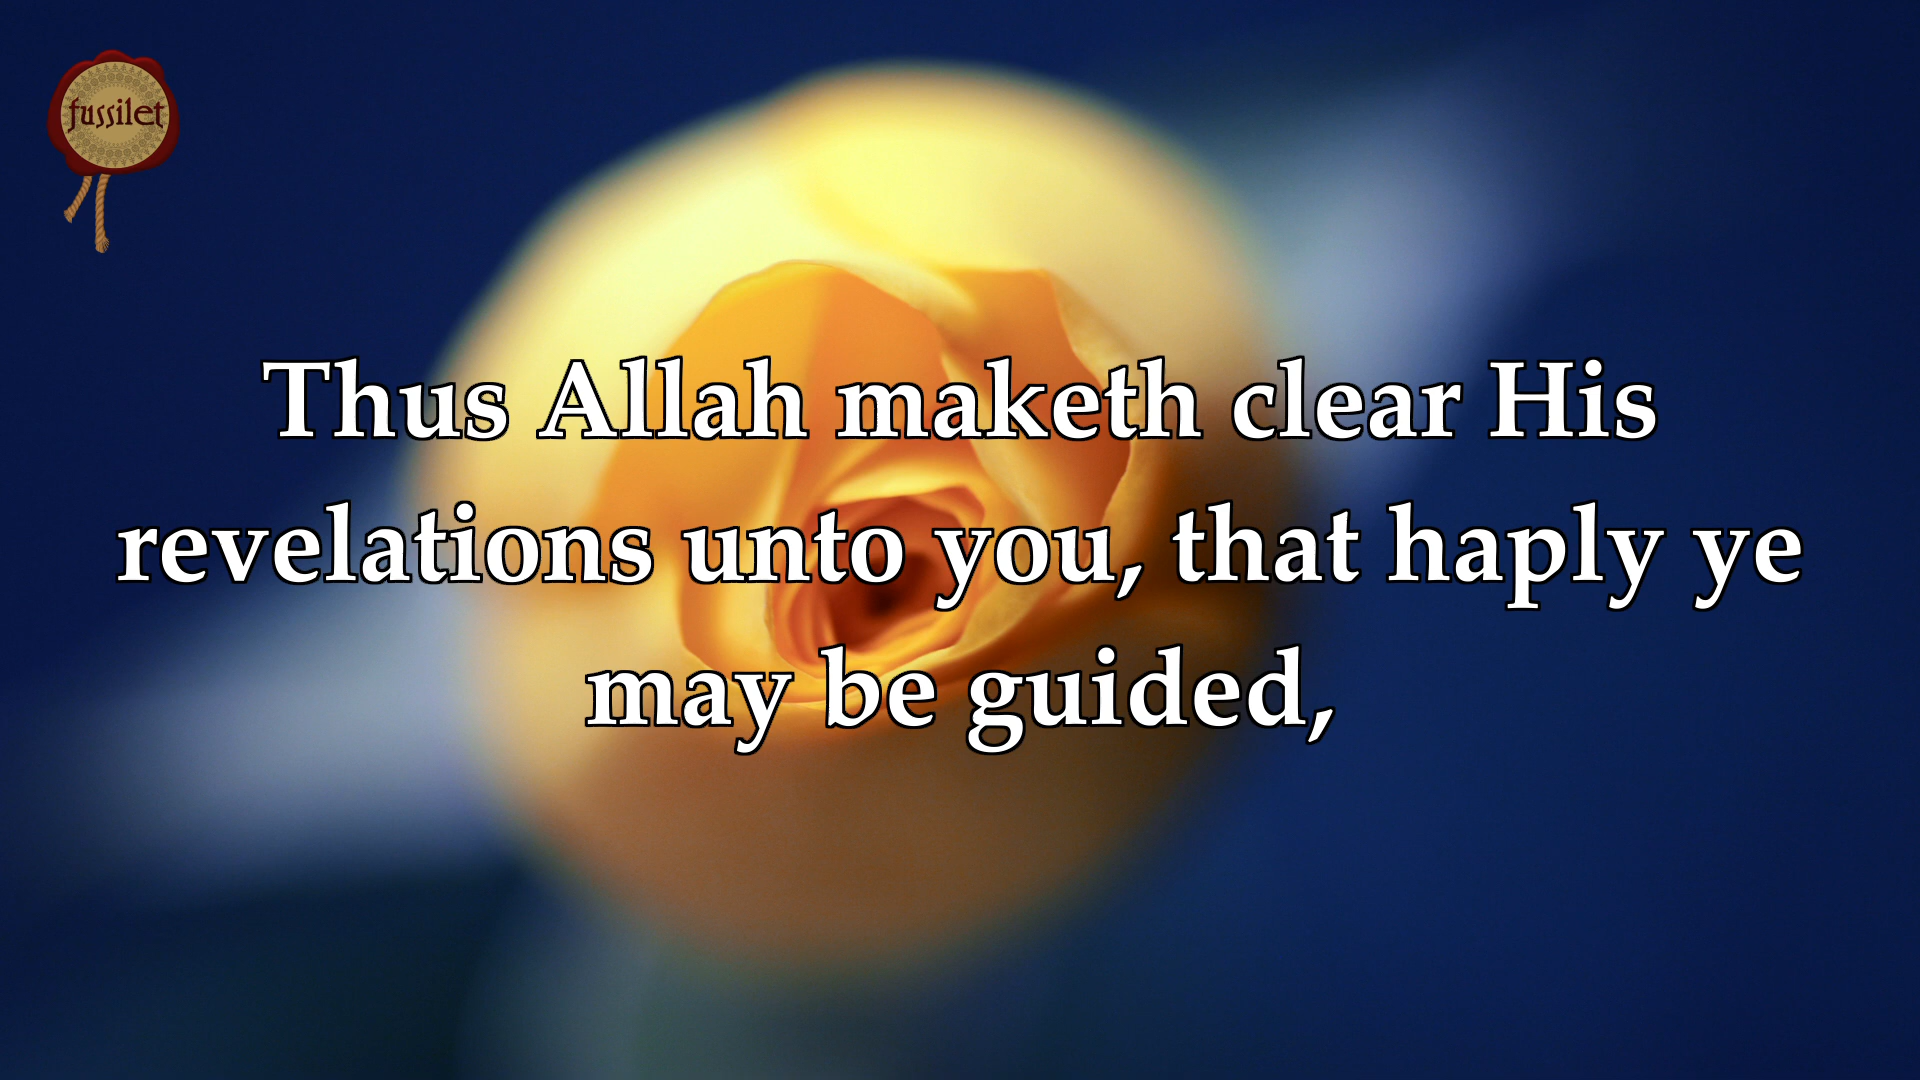 fussilet
Thus Allah maketh clear His
revelations unto you, that haply ye
may be guided,